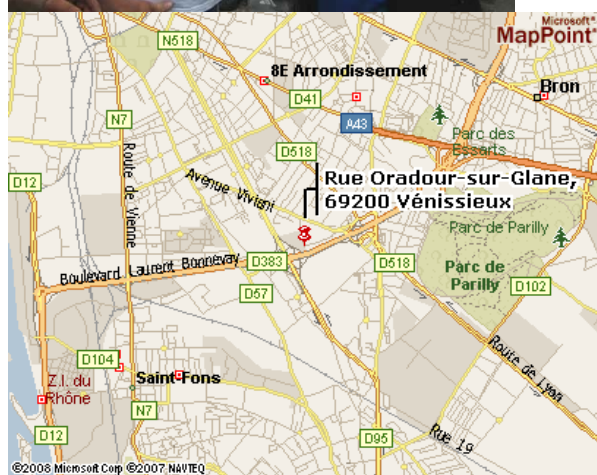 Microsoft®
MapPoint®
N518
8E Arrondissement
Bron
D41
N7
A43
Parc des
Essarts
D518
D12
Route de Vienne
Avenue Viviani
Rue Oradour-sur-Glane,
69200 Vénissieux
Parc de Parilly
Boulevard Laurent Bonnevay
D383
D518
Parc de
Parilly
D102
D57
D104
Saint-Fons
Z.I. du
Rhône
Route de Lyon
N7
D12
D95
Rue 19
©2008 Microsoft Corp ©2007 NAVTEQ